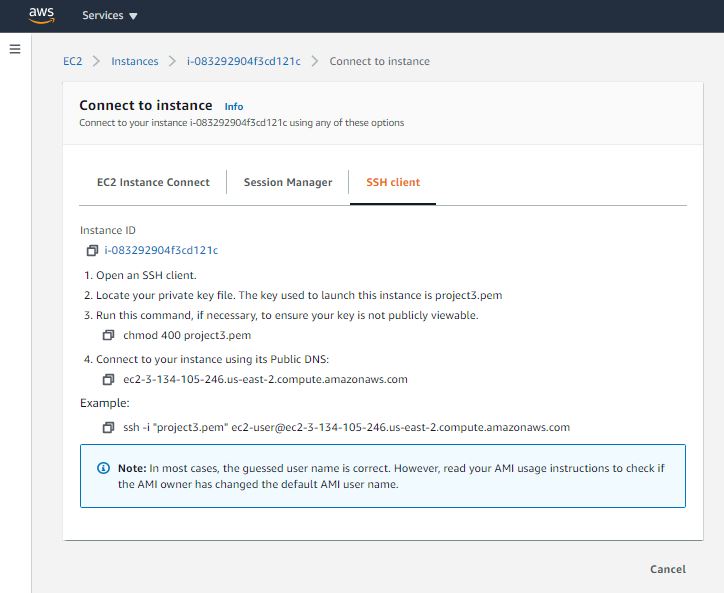 aws
Services
EC2 > Instances > i-083292904f3cd121c > Connect to instance
Connect to instance Info
Connect to your instance i-083292904f3cd121c using any of these options
EC2 Instance Connect
Session Manager
SSH client
Instance ID
i-083292904f3cd121c
1. Open an SSH client.
2. Locate your private key file. The key used to launch this instance is project3.pem
3. Run this command, if necessary, to ensure your key is not publicly viewable.
chmod 400 project3.pem
4. Connect to your instance using its Public DNS:
ec2-3-134-105-246.us-east-2.compute.amazonaws.com
Example:
ssh -i "project3.pem" ec2-user@ec2-3-134-105-246.us-east-2.compute.amazonaws.com
Note: In most cases, the guessed user name is correct. However, read your AMI usage instructions to check if
the AMI owner has changed the default AMI user name.
Cancel